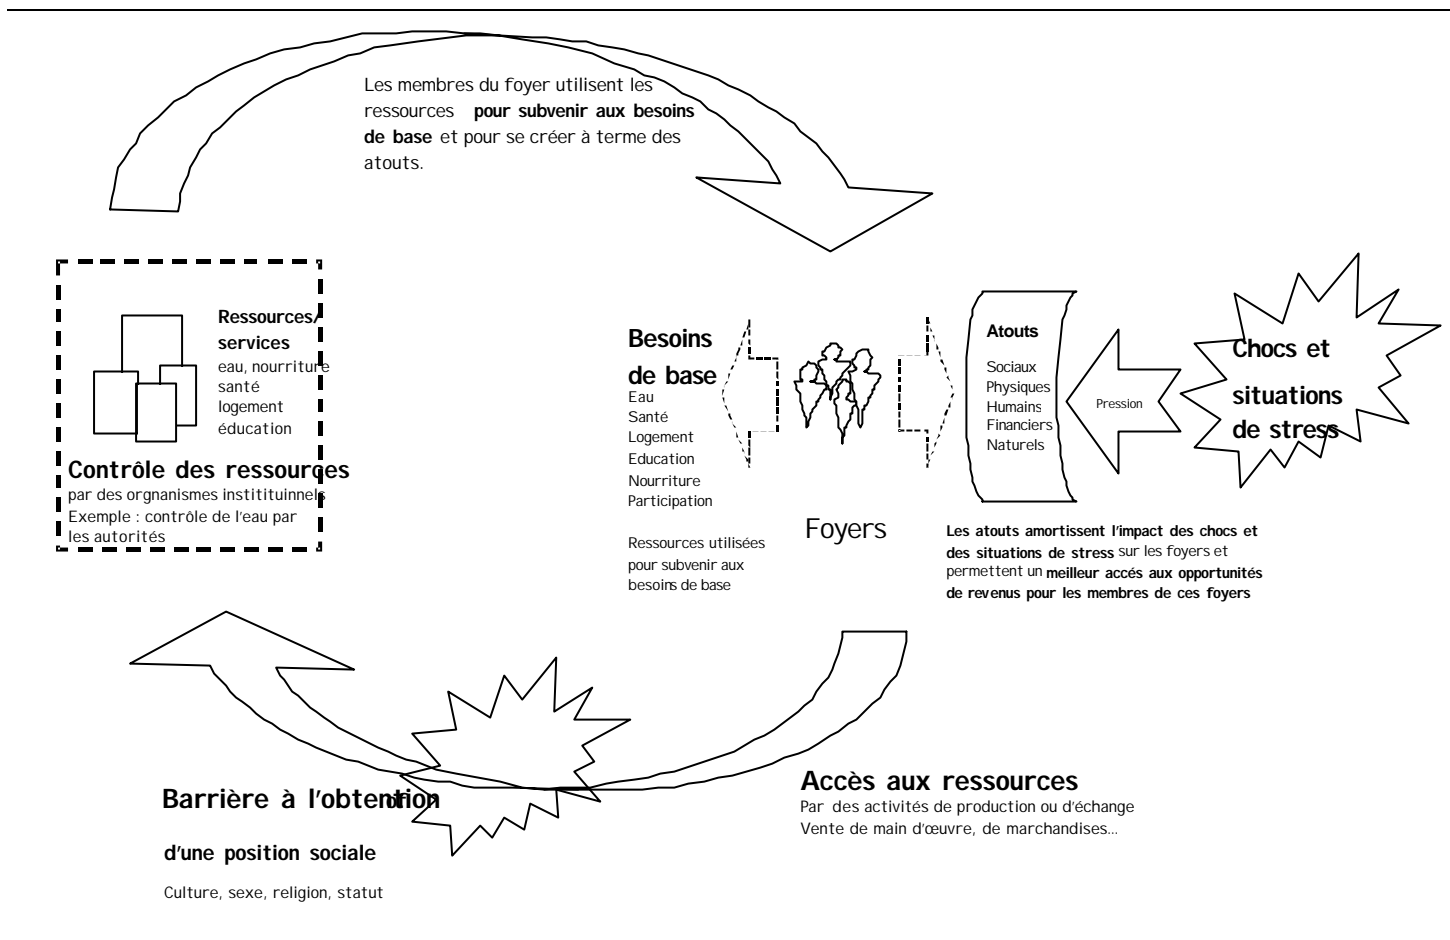 Les membres du foyer utilisent les
ressources pour subvenir aux besoins
de base et pour se créer à terme des
atouts.
Ressources/
services
eau, nourriture
santé
logement
éducation
Contrôle des ressources
par des orgnanismes institituinnels
Exemple : contrôle de l'eau par
les autorités
Besoins
de base
Eau
Santé
Logement
Education
Nourriture
Participation
Ressources utilisées
pour subvenir aux
besoins de base
Foyers
Atouts
Sociaux
Physiques
Humains
Financiers
Naturels
Pression
Chocs et
situations
de stress
Les atouts amortissent l'impact des chocs et
des situations de stress sur les foyers et
permettent un meilleur accés aux opportunités
de revenus pour les membres de ces foyers
Accès aux ressources
Par des activités de production ou d'échange
Vente de main d'œuvre, de marchandises…
Barrière à l'obtention
d'une position sociale
Culture, sexe, religion, statut